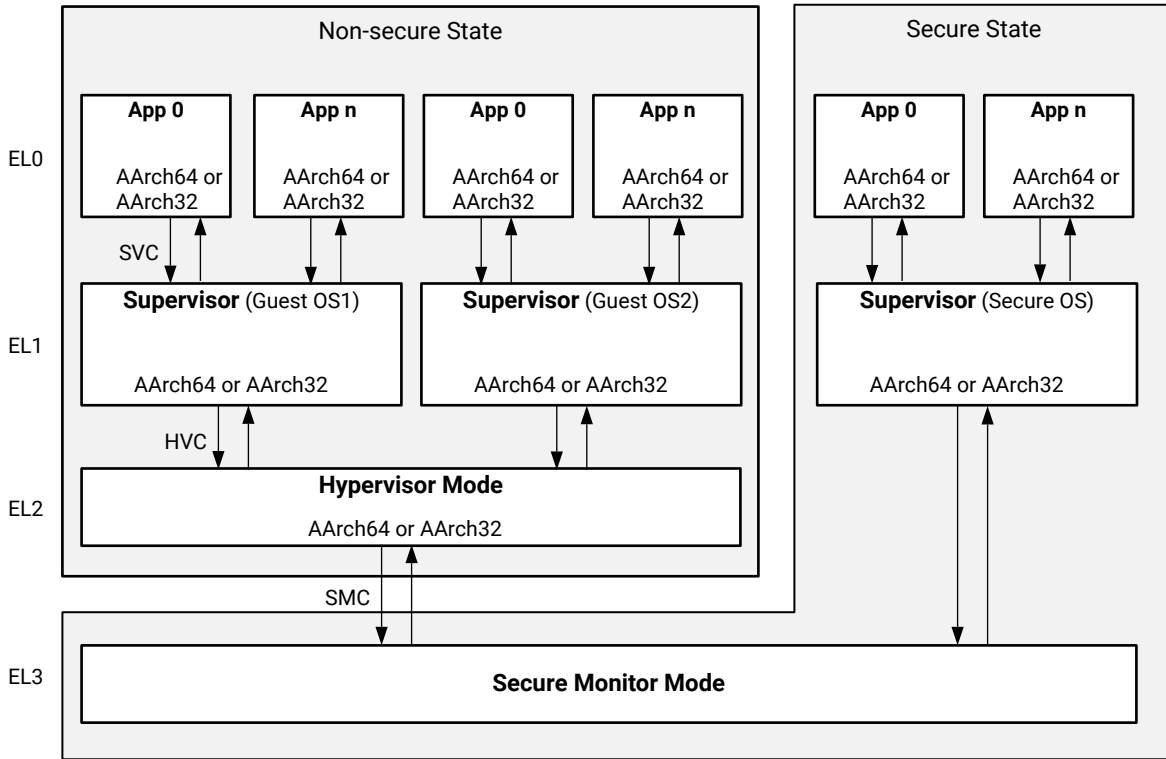 Non-secure State
Secure State
EL0
App 0
AArch64 or
AArch32
App n
AArch64 or
AArch32
App 0
AArch64 or
AArch32
App n
AArch64 or
AArch32
App 0
AArch64 or
AArch32
App n
AArch64 or
AArch32
SVC
EL1
Supervisor (Guest OS1)
AArch64 or AArch32
Supervisor (Guest OS2)
AArch64 or AArch32
Supervisor (Secure OS)
AArch64 or AArch32
HVC
EL2
Hypervisor Mode
AArch64 or AArch32
SMC
EL3
Secure Monitor Mode